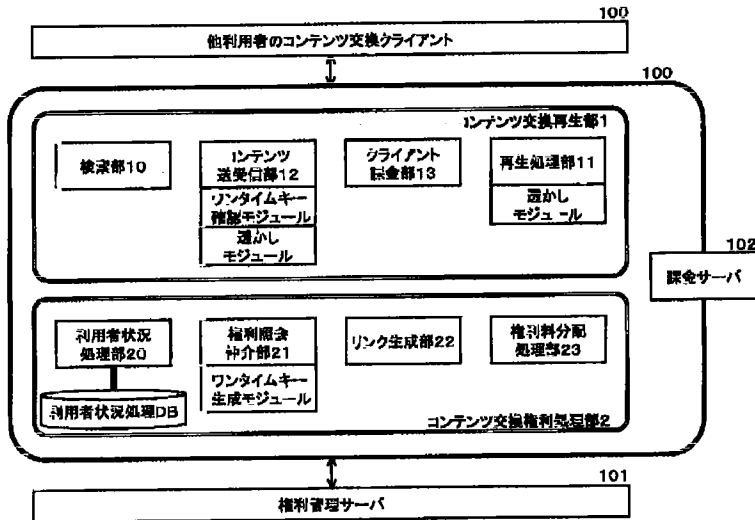 100
他利用者のコンテンツ交換クライアント
100
コンテンツ交換再生部1
検索部10
コンテンツ
送受信部12
ワンタイムキー
確認モジュール
透かし
モジュール
クライアント
課金部13
再生処理部11
透かし
モジュール
102
課金サーバ
利用者状況
処理部20
利用者状況処理DB
権利照会
仲介部21
ワンタイムキー
生成モジュール
リンク生成部22
権利料分配
処理部23
コンテンツ交換権利処理部2
101
権利管理サーバ